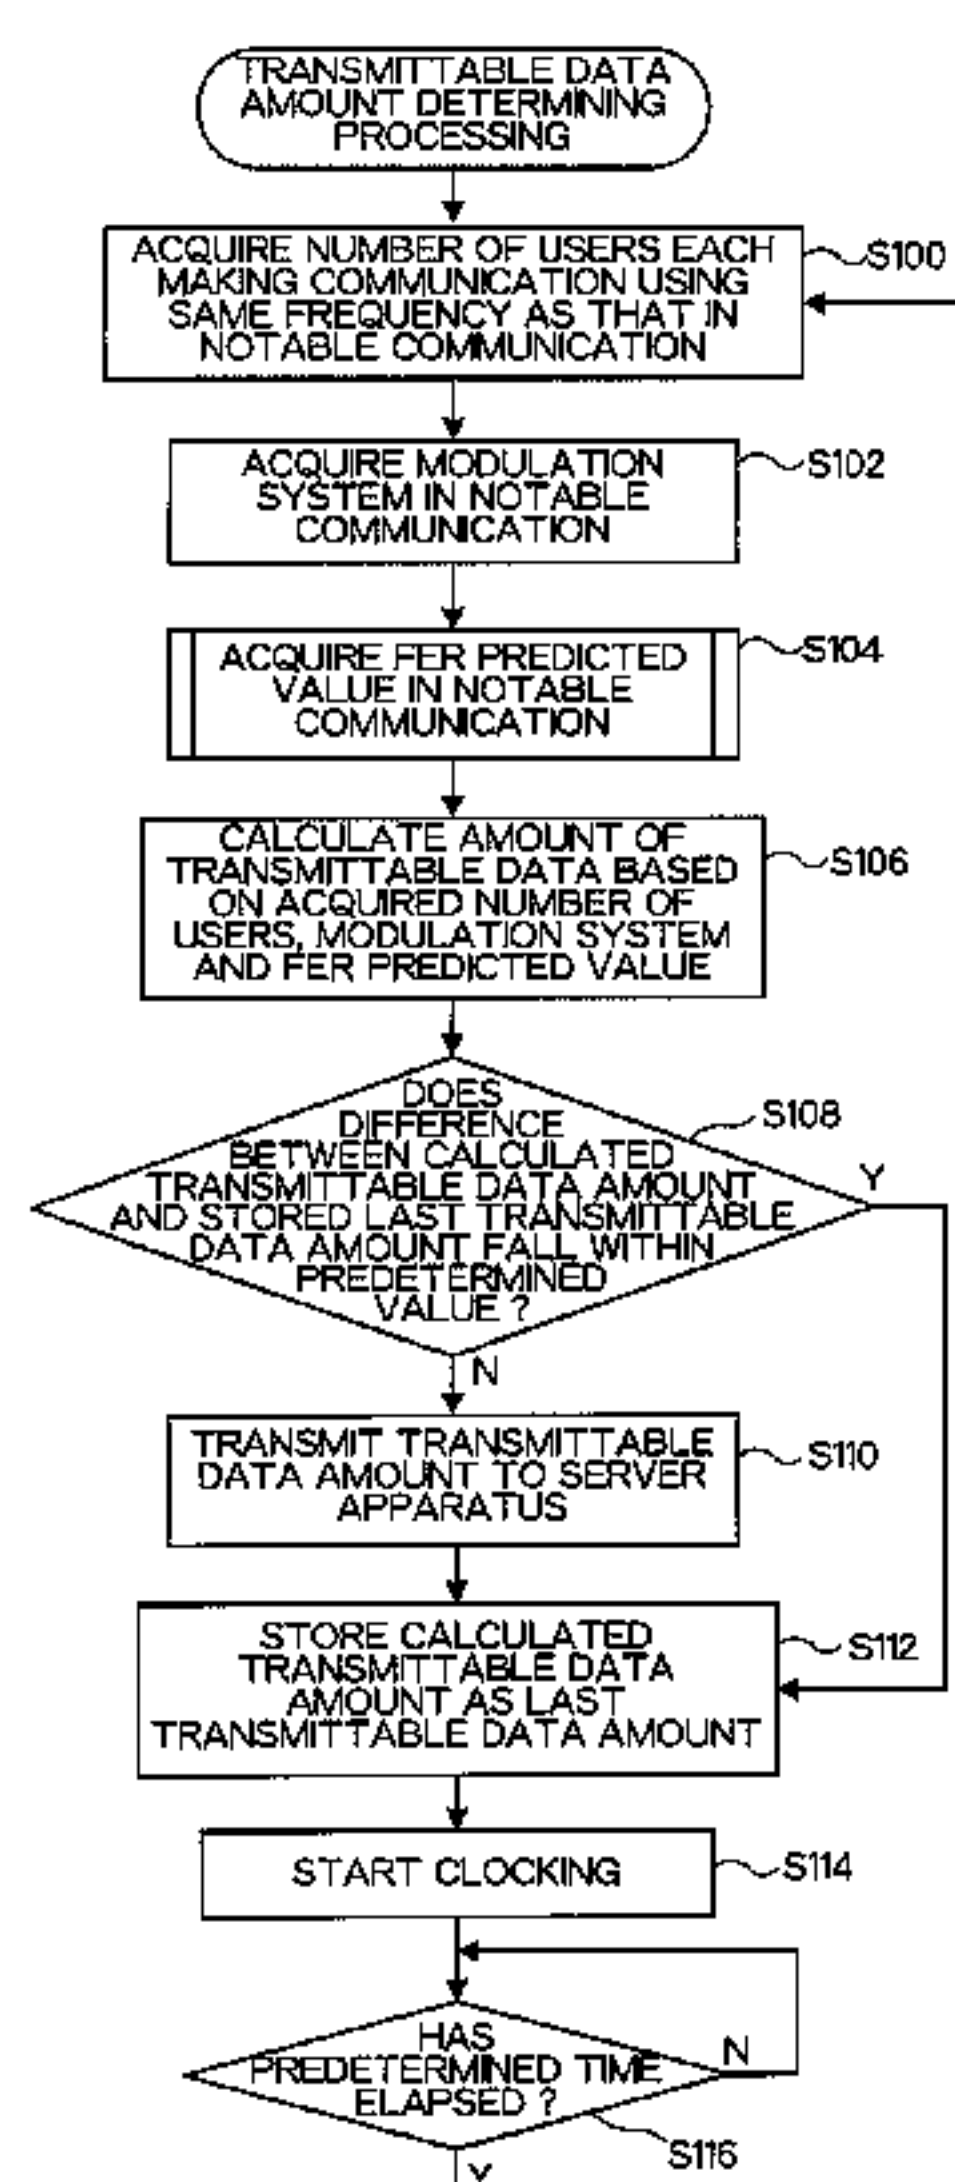 TRANSMITTABLE DATA
AMOUNT DETERMINING
PROCESSING
ACQUIRE NUMBER OF USERS EACH
MAKING COMMUNICATION USING
SAME FREQUENCY AS THAT IN
NOTABLE COMMUNICATION
S100
ACQUIRE MODULATION
SYSTEM IN NOTABLE
COMMUNICATION
S102
ACQUIRE FER PREDICTED
VALUE IN NOTABLE
COMMUNICATION
S104
CALCULATE AMOUNT OF
TRANSMITTABLE DATA BASED
ON ACQUIRED NUMBER OF
USERS, MODULATION SYSTEM
AND FER PREDICTED VALUE
S106
DOES
DIFFERENCE
BETWEEN CALCULATED
TRANSMITTABLE DATA AMOUNT
AND STORED LAST TRANSMITTABLE
DATA AMOUNT FALL WITHIN
PREDETERMINED
VALUE ?
S108
Y
N
TRANSMIT TRANSMITTABLE
DATA AMOUNT TO SERVER
APPARATUS
S110
STORE CALCULATED
TRANSMITTABLE DATA
AMOUNT AS LAST
TRANSMITTABLE DATA AMOUNT
S112
START CLOCKING
S114
HAS
PREDETERMINED TIME
ELAPSED ?
N
S116
Y